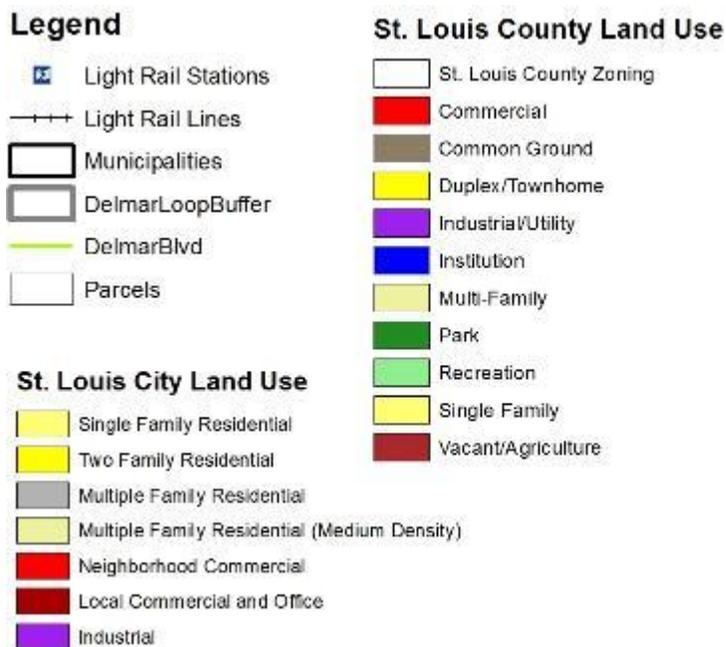 Legend
Light Rail Stations
Light Rail Lines
Municipalities
DelmarLoopBuffer
DelmarBlvd
Parcels
St. Louis City Land Use
Single Family Residential
Two Family Residential
Multiple Family Residential
Multiple Family Residential (Medium Density)
Neighborhood Commercial
Local Commercial and Office
Industrial
St. Louis County Land Use
St. Louis County Zoning
Commercial
Common Ground
Duplex/Townhome
Industrial/Utility
Institution
Multi-Family
Park
Recreation
Single Family
Vacant/Agriculture